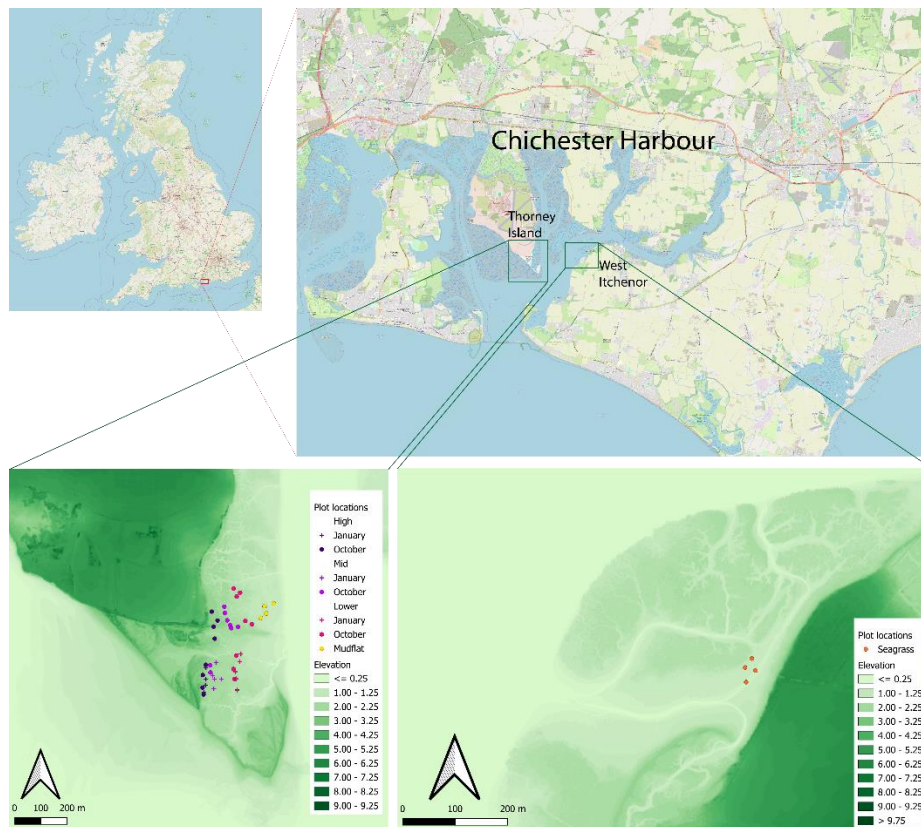 Chichester Harbour
Thorney
Island
West
Itchenor
Plot locations
High
January
October
Mid
January
October
Lower
January
October
Mudflat
Elevation
<= 0.25
1.00 - 1.25
2.00 - 2.25
3.00 - 3.25
4.00 - 4.25
5.00 - 5.25
6.00 - 6.25
7.00 - 7.25
8.00 - 8.25
9.00 - 9.25
0 100 200 m
Plot locations
Seagrass
Elevation
<= 0.25
1.00 - 1.25
2.00 - 2.25
3.00 - 3.25
4.00 - 4.25
5.00 - 5.25
6.00 - 6.25
7.00 - 7.25
8.00 - 8.25
9.00 - 9.25
> 9.75
0 100 200 m